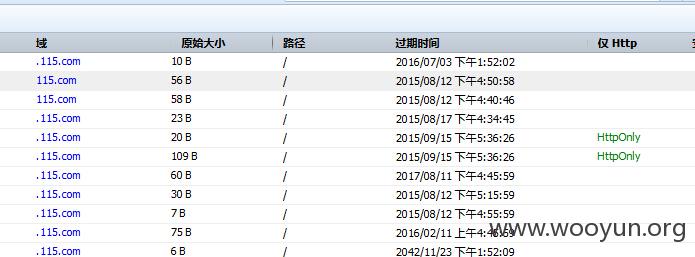 域 原始大小 路径 过期时间 仅 Http
.115.com 10 B / 2016/07/03 下午1:52:02
115.com 56 B / 2015/08/12 下午4:50:58
115.com 58 B / 2015/08/12 下午4:40:46
.115.com 23 B / 2015/08/17 下午4:34:45
.115.com 20 B / 2015/09/15 下午5:36:26 HttpOnly
.115.com 109 B / 2015/09/15 下午5:36:26 HttpOnly
.115.com 60 B / 2017/08/11 下午4:45:59
.115.com 30 B / 2015/08/12 下午5:15:59
.115.com 7 B / 2015/08/12 下午4:55:59
.115.com 75 B / 2016/02/11 上午4:45:59
www.wooyun.org
.115.com 6 B / 2042/11/23 下午1:52:09